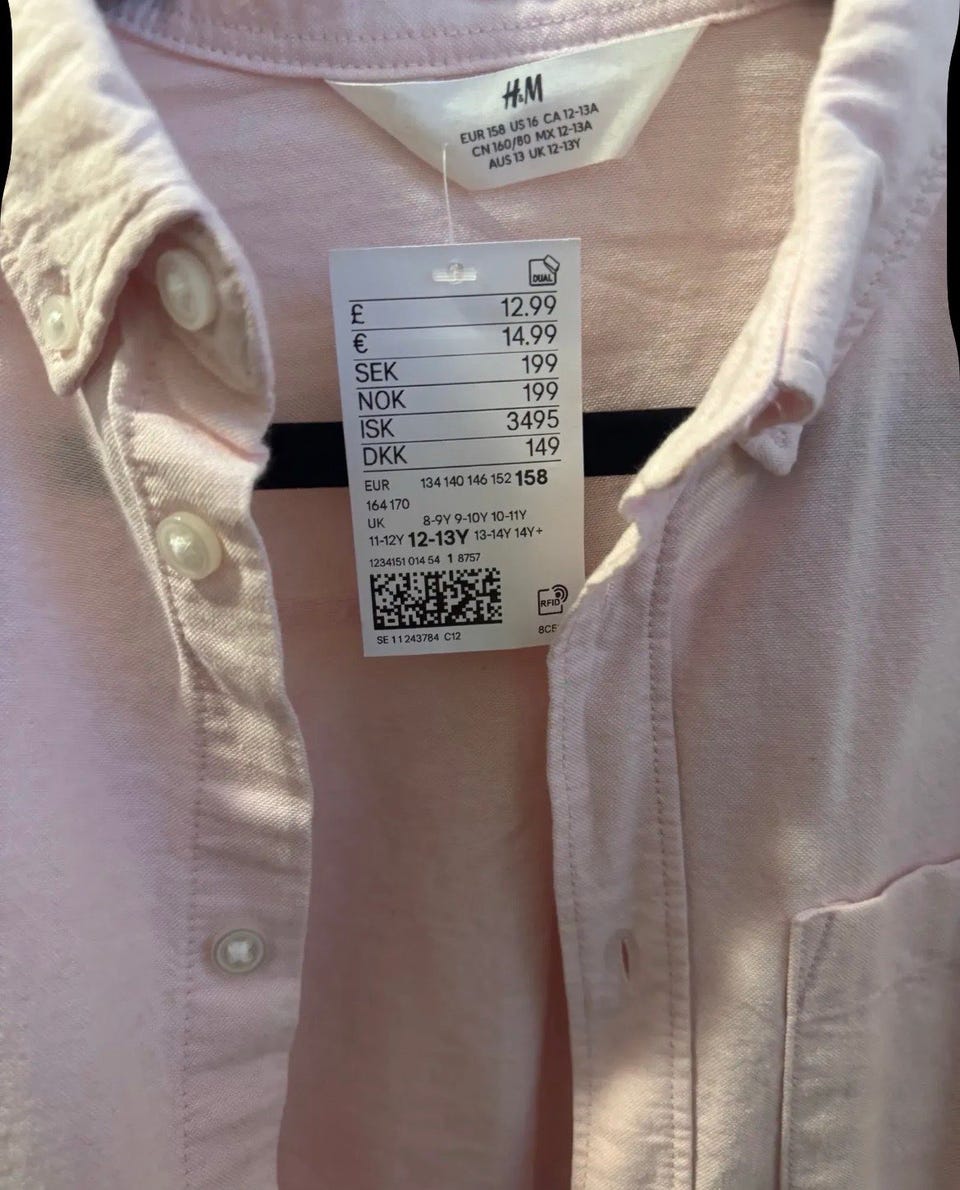 H&M
EUR 158 US 16 CA 12-13A
CN 160/80 MX 12-13A
AUS 13 UK 12-13Y
DUAL
£ 12.99
€ 14.99
SEK 199
NOK 199
ISK 3495
DKK 149
EUR 134 140 146 152 158
164 170
UK 8-9Y 9-10Y 10-11Y
11-12Y 12-13Y 13-14Y 14Y+
1234151 014 54 1 8757
RFID
SE 1 1 243784 C12